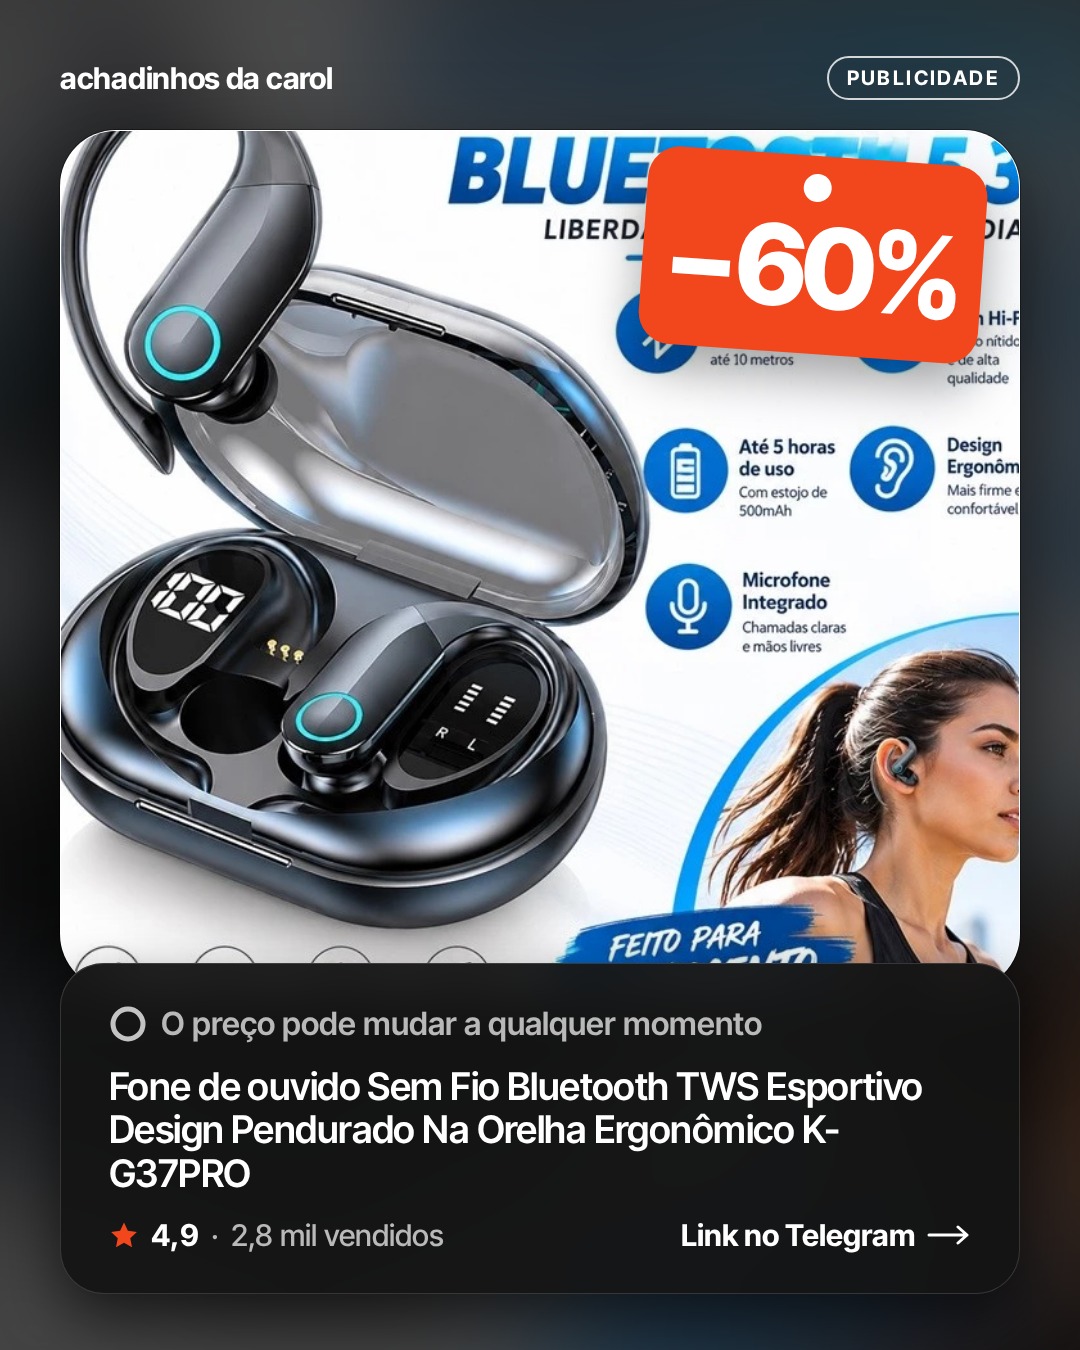 achadinhos da carol
PUBLICIDADE
BLUE
LIBERD
–60%
até 10 metros
Hi-F
nítido
de alta
qualidade
Até 5 horas
de uso
Com estojo de
500mAh
Design
Ergonôm
Mais firme e
confortável
Microfone
Integrado
Chamadas claras
e mãos livres
100
R L
FEITO PARA
O preço pode mudar a qualquer momento
Fone de ouvido Sem Fio Bluetooth TWS Esportivo
Design Pendurado Na Orelha Ergonômico K-
G37PRO
4,9 · 2,8 mil vendidos
Link no Telegram →